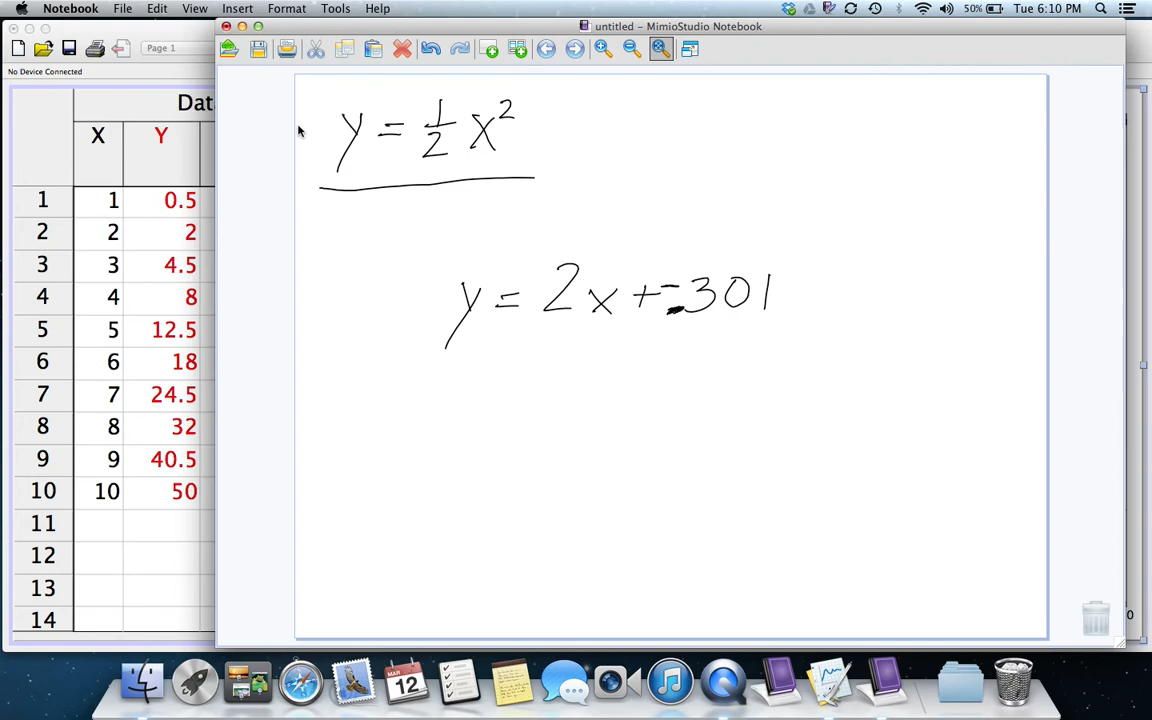 Notebook File Edit View Insert Format Tools Help 50% Tue 6:10 PM
untitled — MimioStudio Notebook
Page 1
No Device Connected
Dat
X Y
1 1 0.5
2 2 2
3 3 4.5
4 4 8
5 5 12.5
6 6 18
7 7 24.5
8 8 32
9 9 40.5
10 10 50
11
12
13
14
y = 1/2 x²
y = 2x + -.301
0
MAR
12